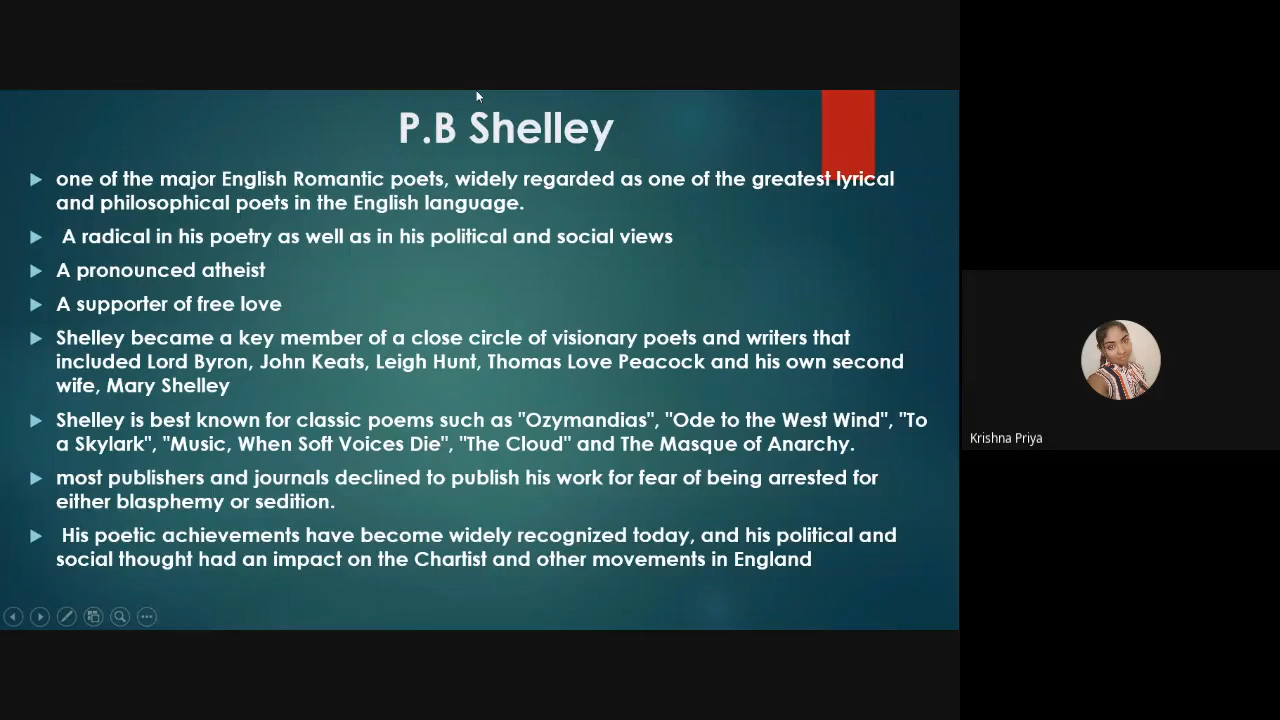 P.B Shelley
one of the major English Romantic poets, widely regarded as one of the greatest lyrical
and philosophical poets in the English language.
A radical in his poetry as well as in his political and social views
A pronounced atheist
A supporter of free love
Shelley became a key member of a close circle of visionary poets and writers that
included Lord Byron, John Keats, Leigh Hunt, Thomas Love Peacock and his own second
wife, Mary Shelley
Shelley is best known for classic poems such as "Ozymandias", "Ode to the West Wind", "To
a Skylark", "Music, When Soft Voices Die", "The Cloud" and The Masque of Anarchy.
most publishers and journals declined to publish his work for fear of being arrested for
either blasphemy or sedition.
His poetic achievements have become widely recognized today, and his political and
social thought had an impact on the Chartist and other movements in England
Krishna Priya